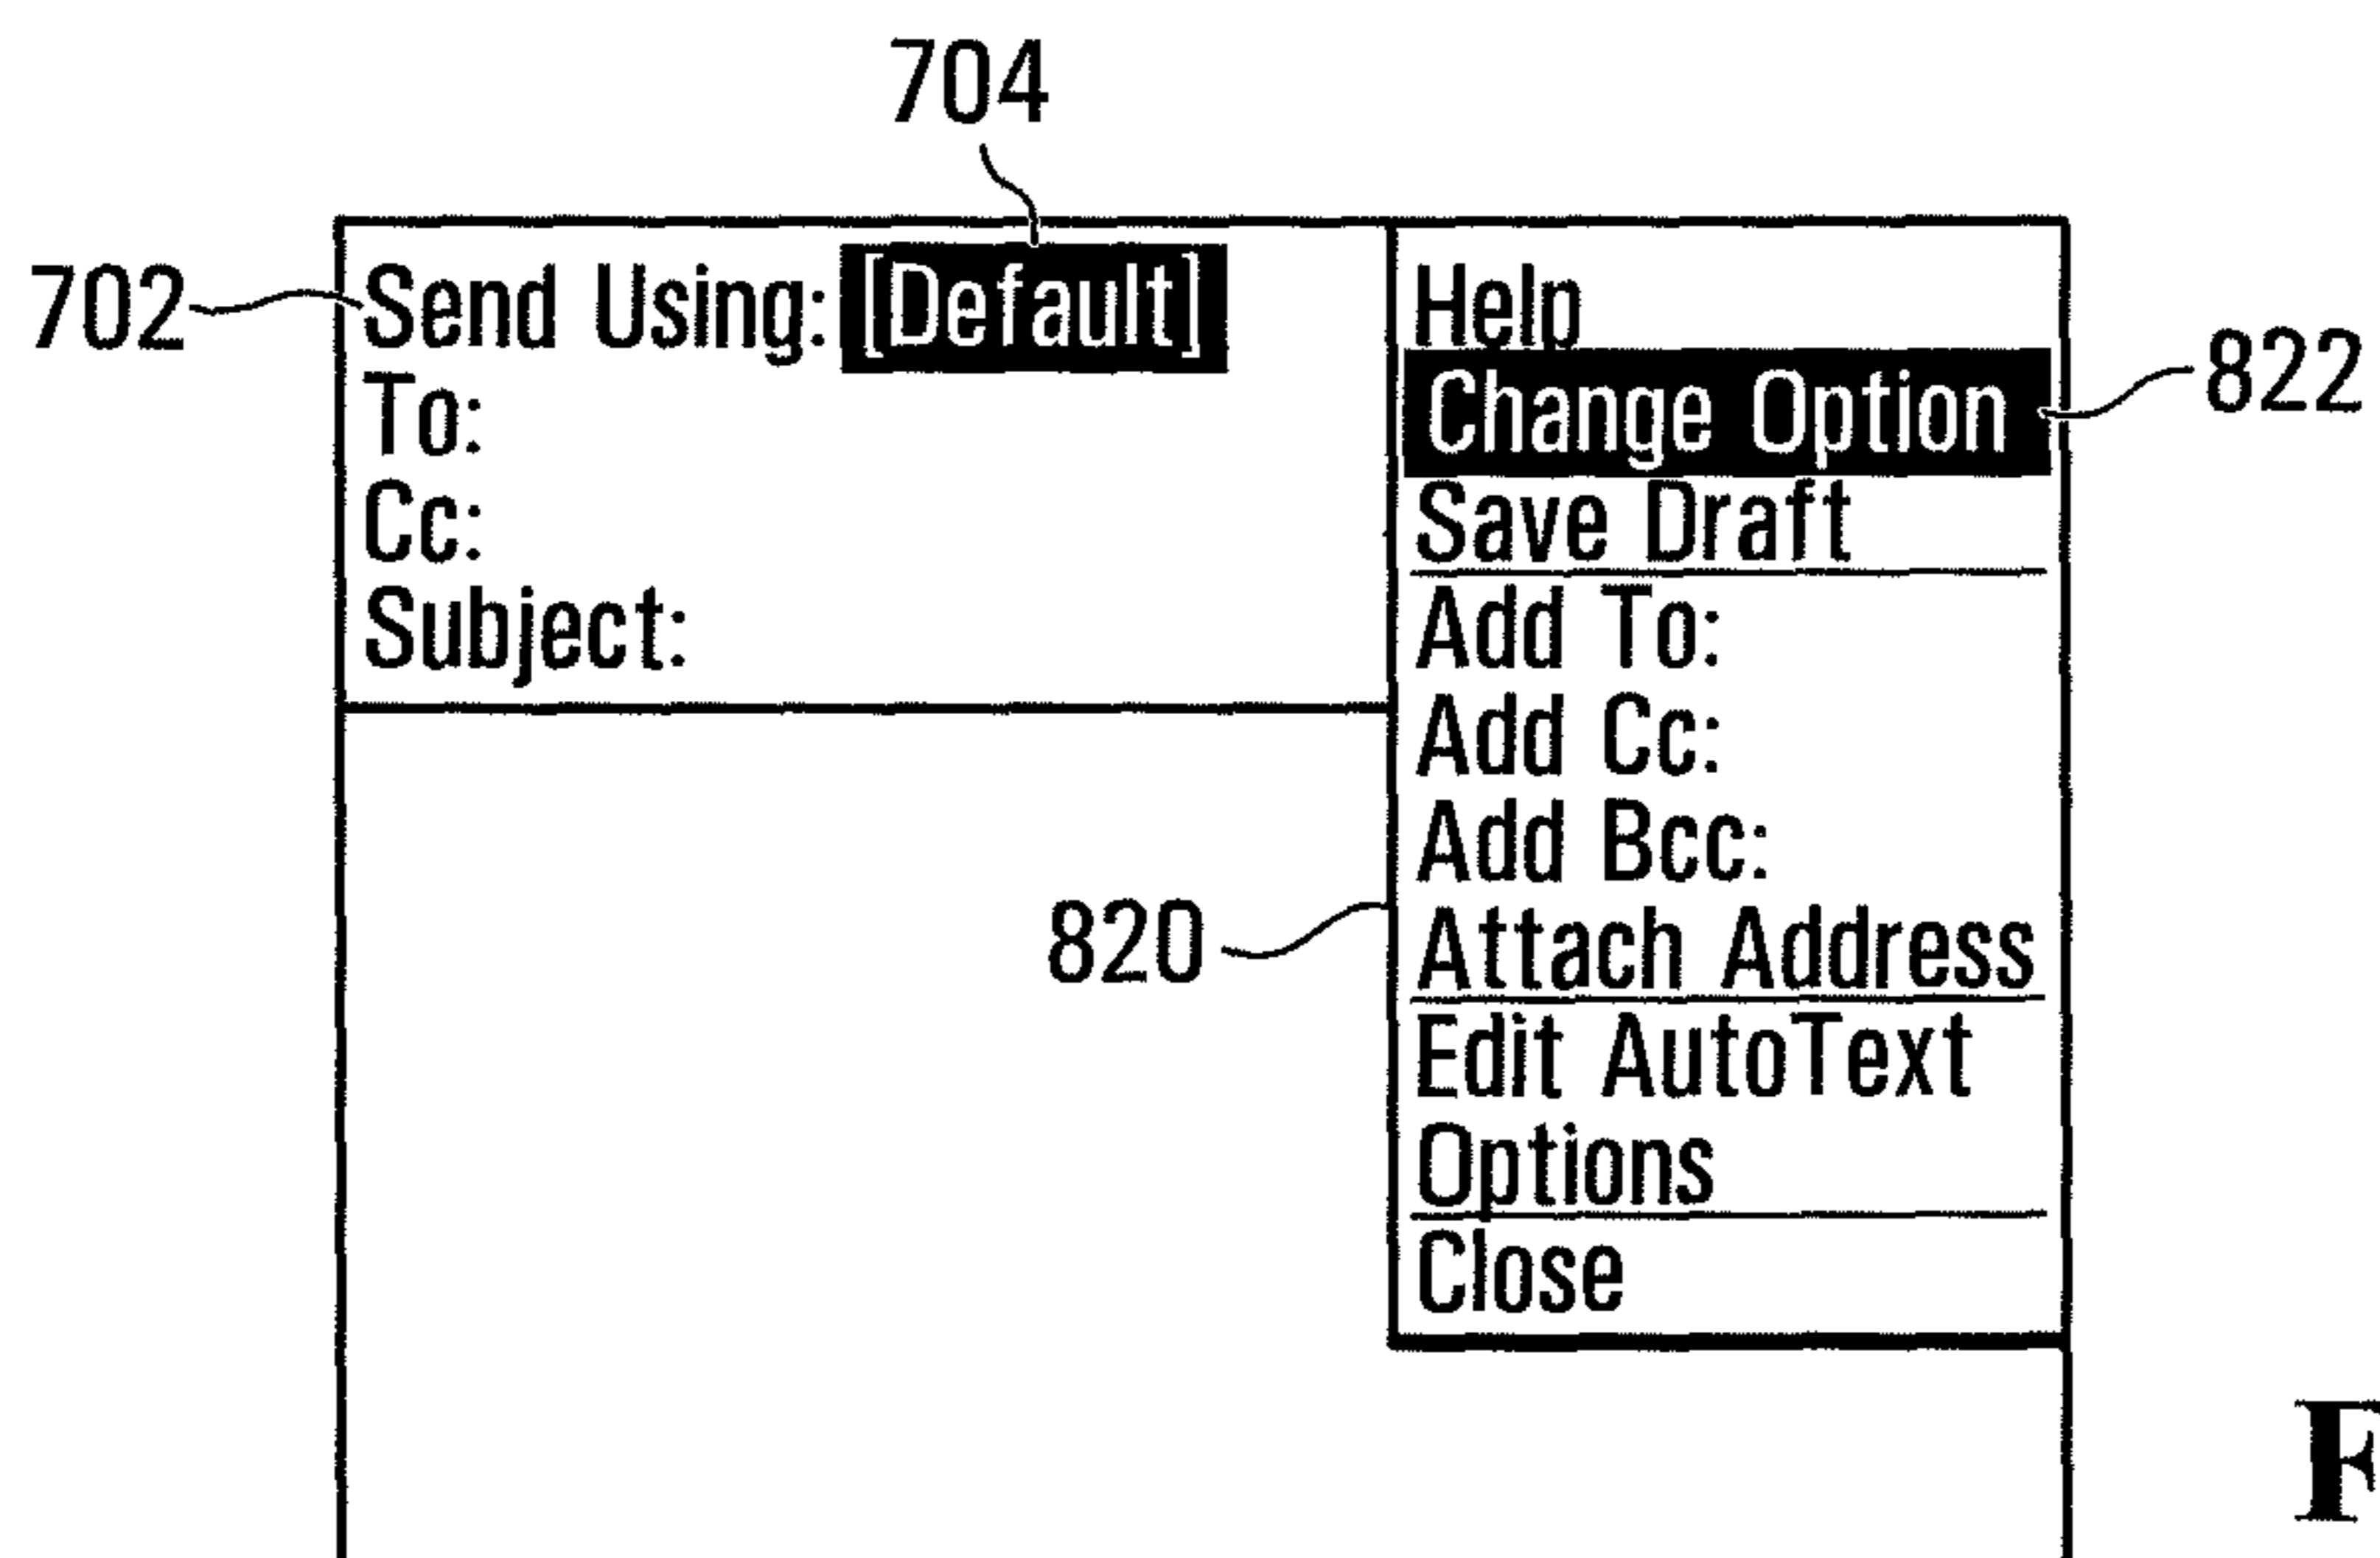 704
702
Send Using: [Default]
To:
Cc:
Subject:
Help
Change Option
Save Draft
Add To:
Add Cc:
Add Bcc:
Attach Address
Edit AutoText
Options
Close
822
820
F